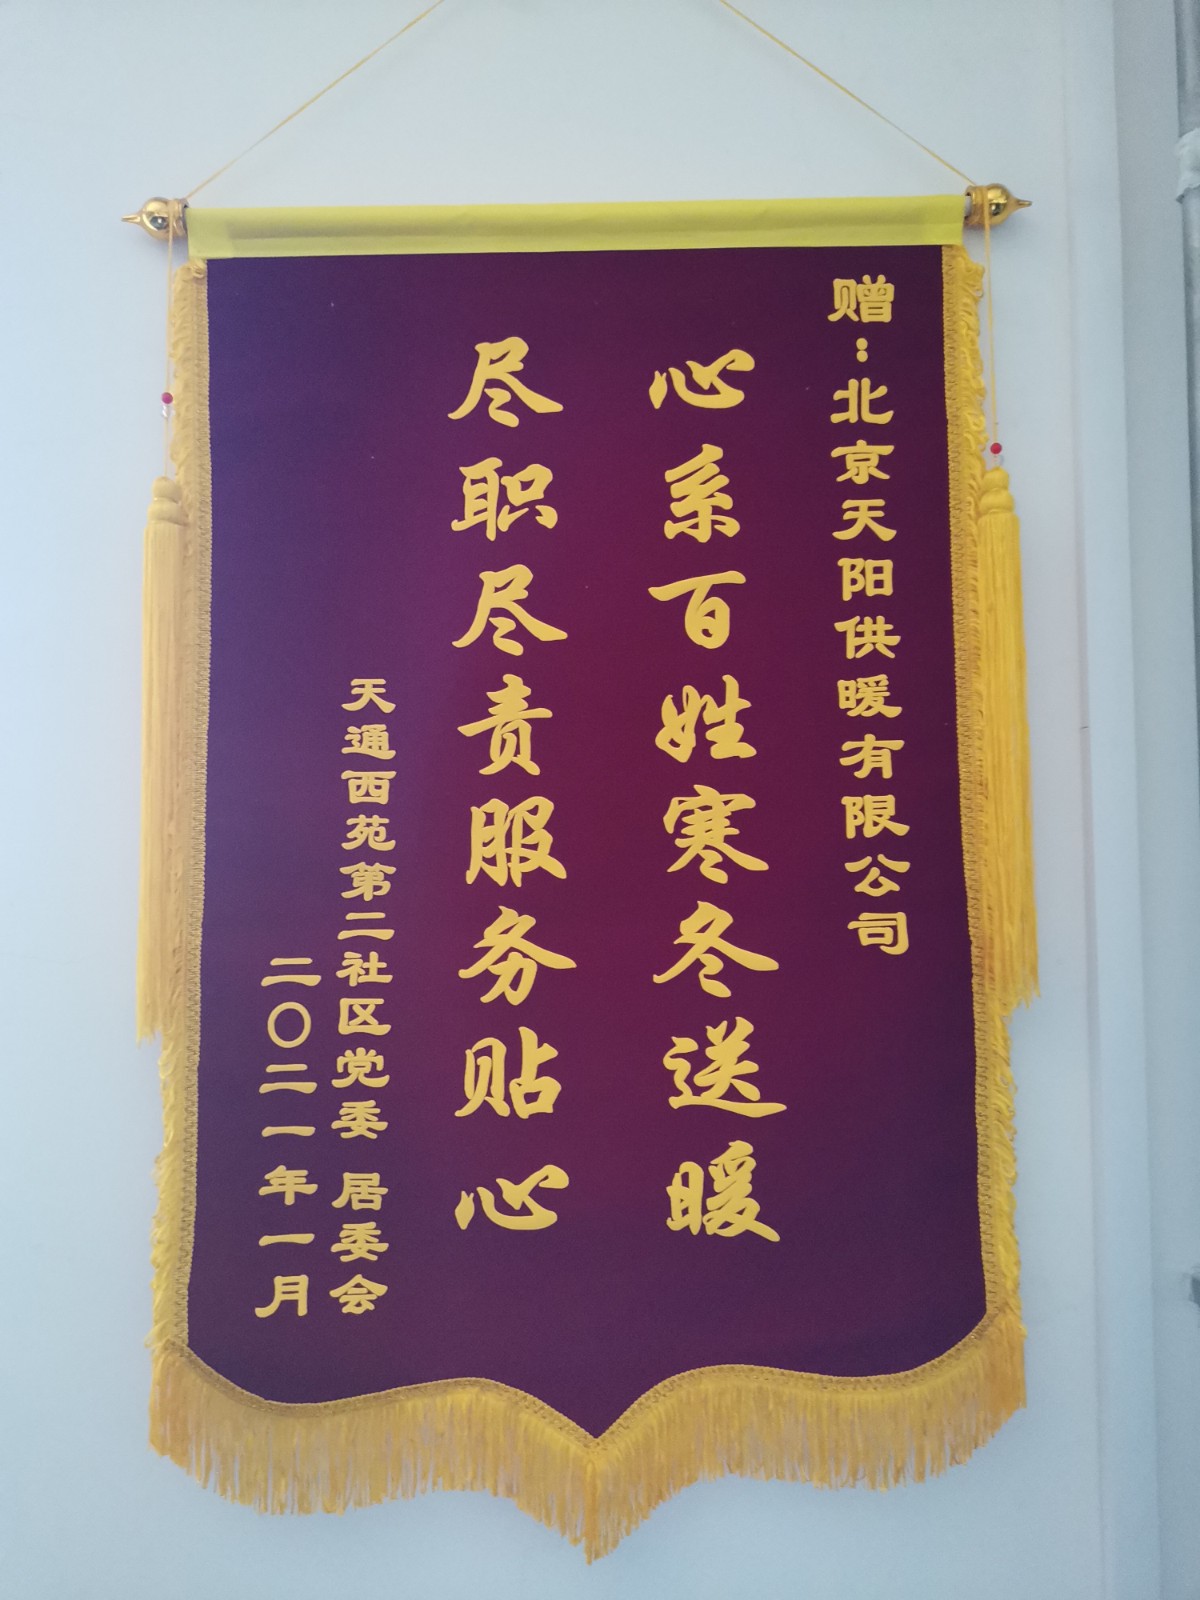 赠：北京天阳供暖有限公司
心系百姓寒冬送暖
尽职尽责服务贴心
天通西苑第二社区党委 居委会
二〇二一年一月